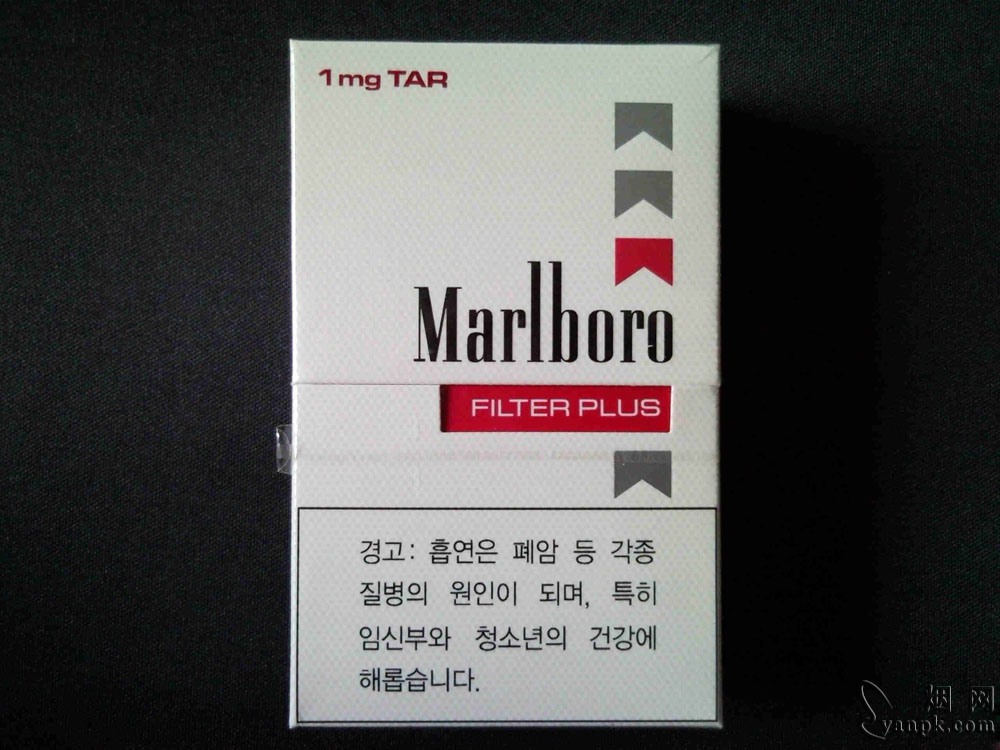 1mg TAR
Marlboro
FILTER PLUS
경고: 흡연은 폐암 등 각종
질병의 원인이 되며, 특히
임신부와 청소년의 건강에
해롭습니다.
烟网
yanpk.com